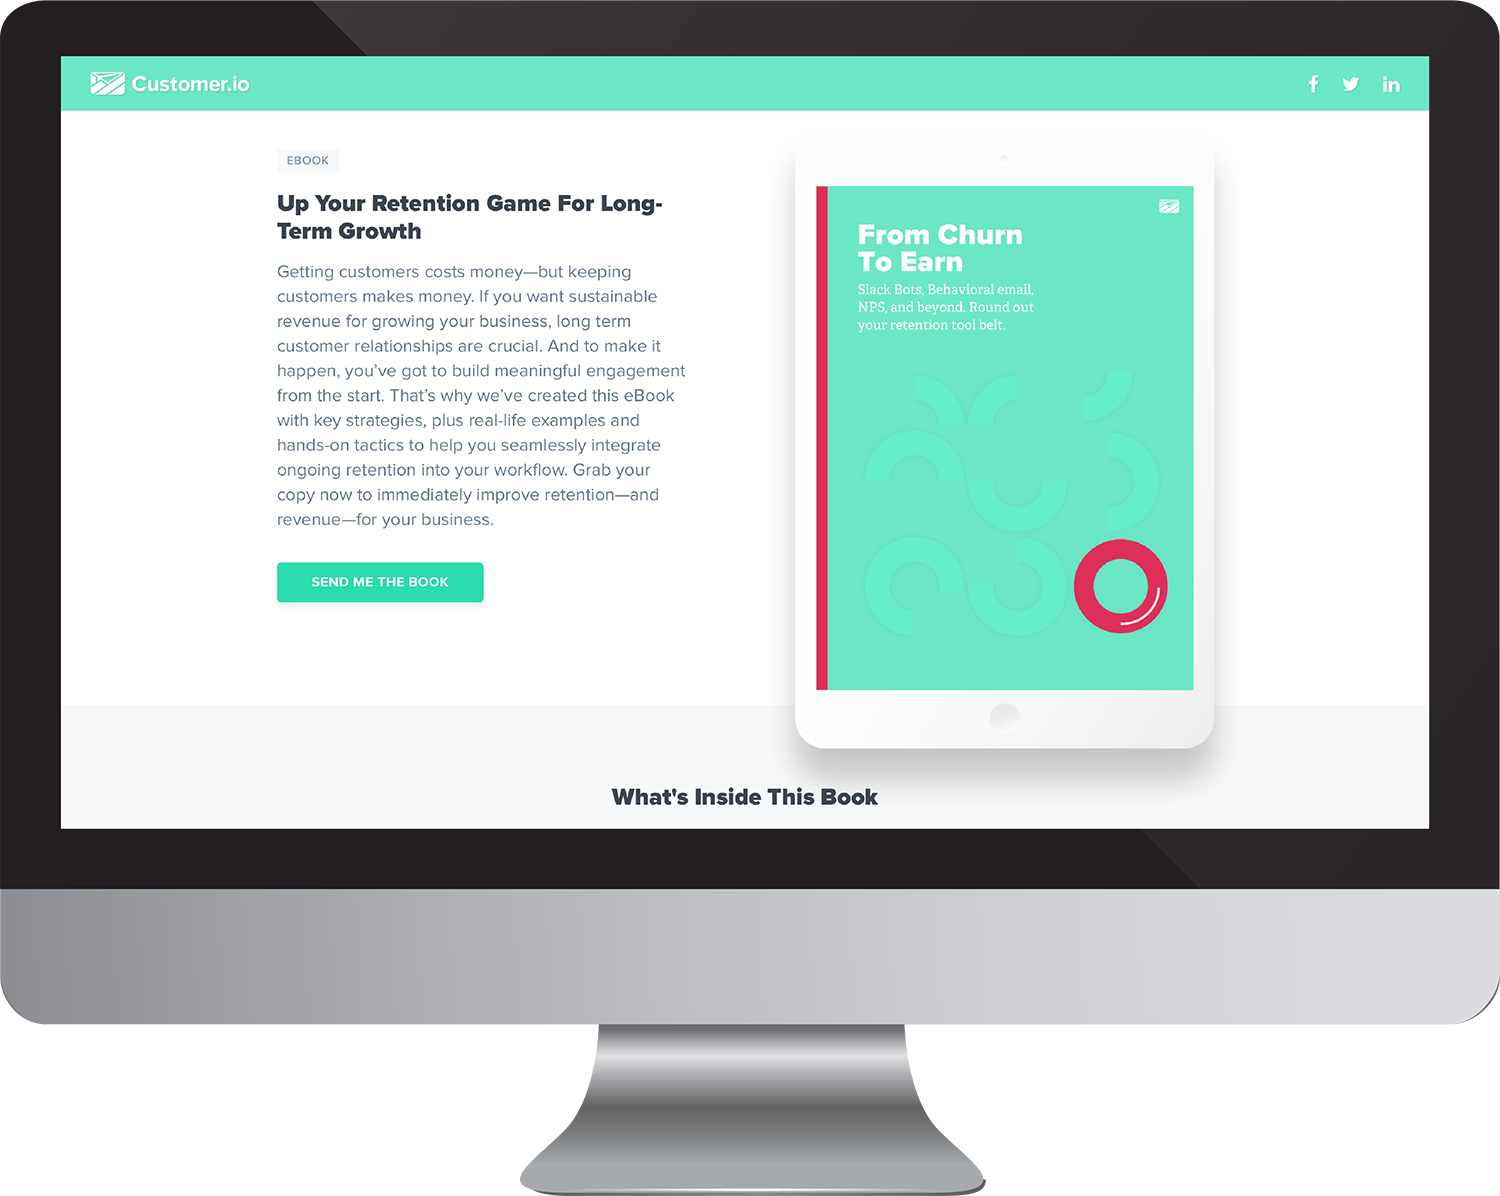 Customer.io
EBOOK
Up Your Retention Game For Long-
Term Growth
Getting customers costs money—but keeping
customers makes money. If you want sustainable
revenue for growing your business, long term
customer relationships are crucial. And to make it
happen, you’ve got to build meaningful engagement
from the start. That’s why we’ve created this eBook
with key strategies, plus real-life examples and
hands-on tactics to help you seamlessly integrate
ongoing retention into your workflow. Grab your
copy now to immediately improve retention—and
revenue—for your business.
SEND ME THE BOOK
From Churn
To Earn
Slack Bots, Behavioral email,
NPS, and beyond. Round out
your retention tool belt.
What's Inside This Book